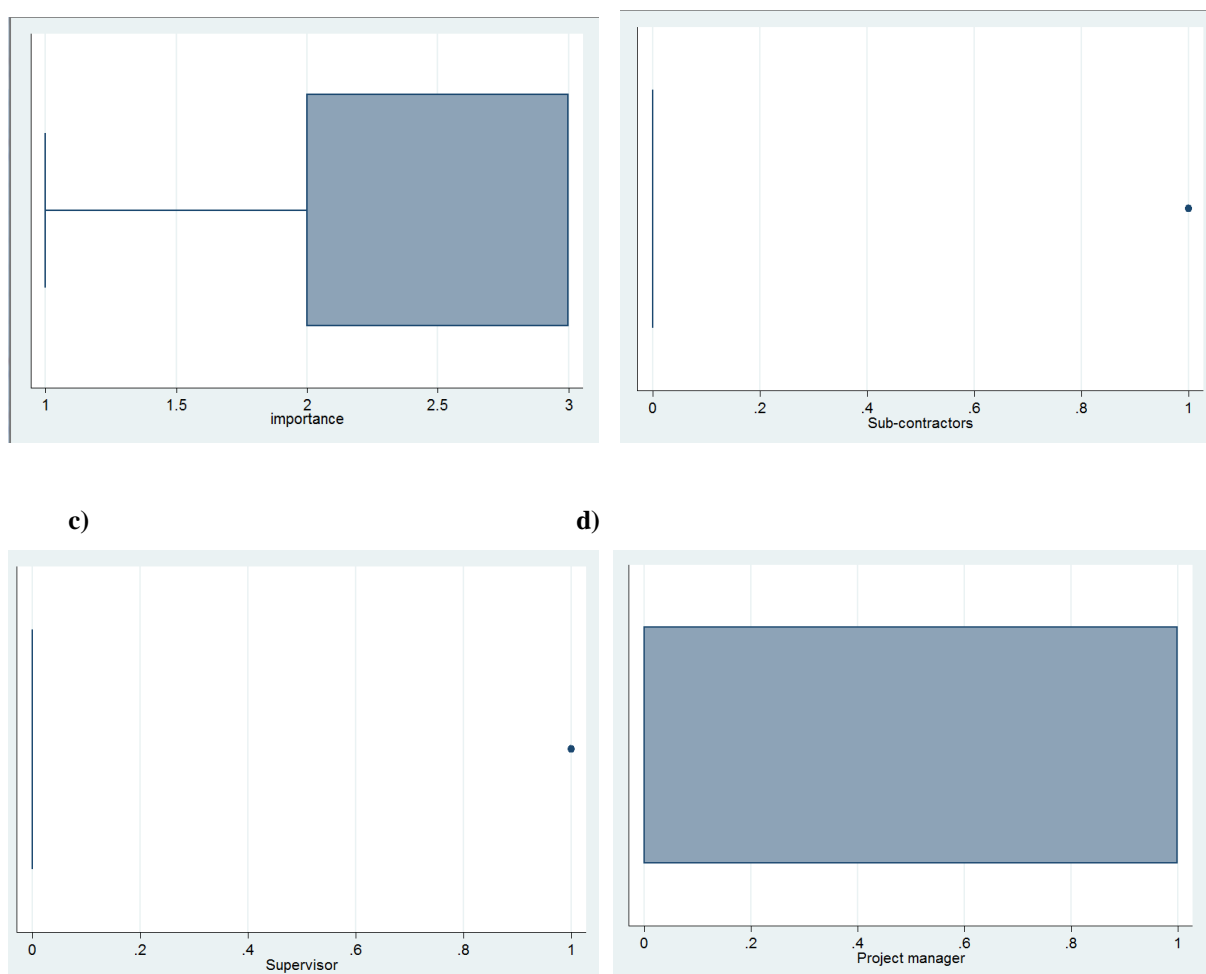 1 1.5 2 2.5 3
importance
0 .2 .4 .6 .8 1
Sub-contractors
c) d)
0 .2 .4 .6 .8 1
Supervisor
0 .2 .4 .6 .8 1
Project manager